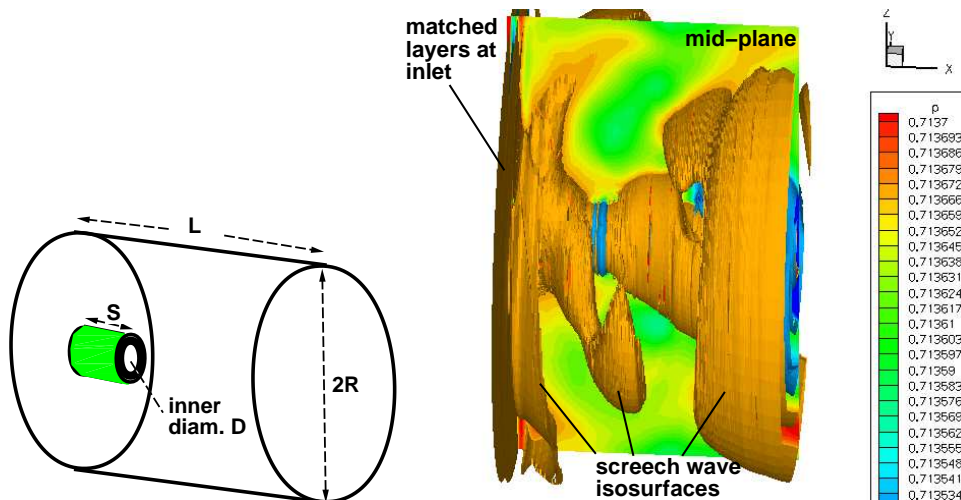 matched
layers at
inlet
mid-plane
Z
Y
X
L
S
2R
inner
diam. D
screech wave
isosurfaces
p
0.7137
0.713693
0.713686
0.713679
0.713672
0.713666
0.713659
0.713652
0.713645
0.713638
0.713631
0.713624
0.713617
0.71361
0.713603
0.713597
0.71359
0.713583
0.713576
0.713569
0.713562
0.713555
0.713548
0.713541
0.713534